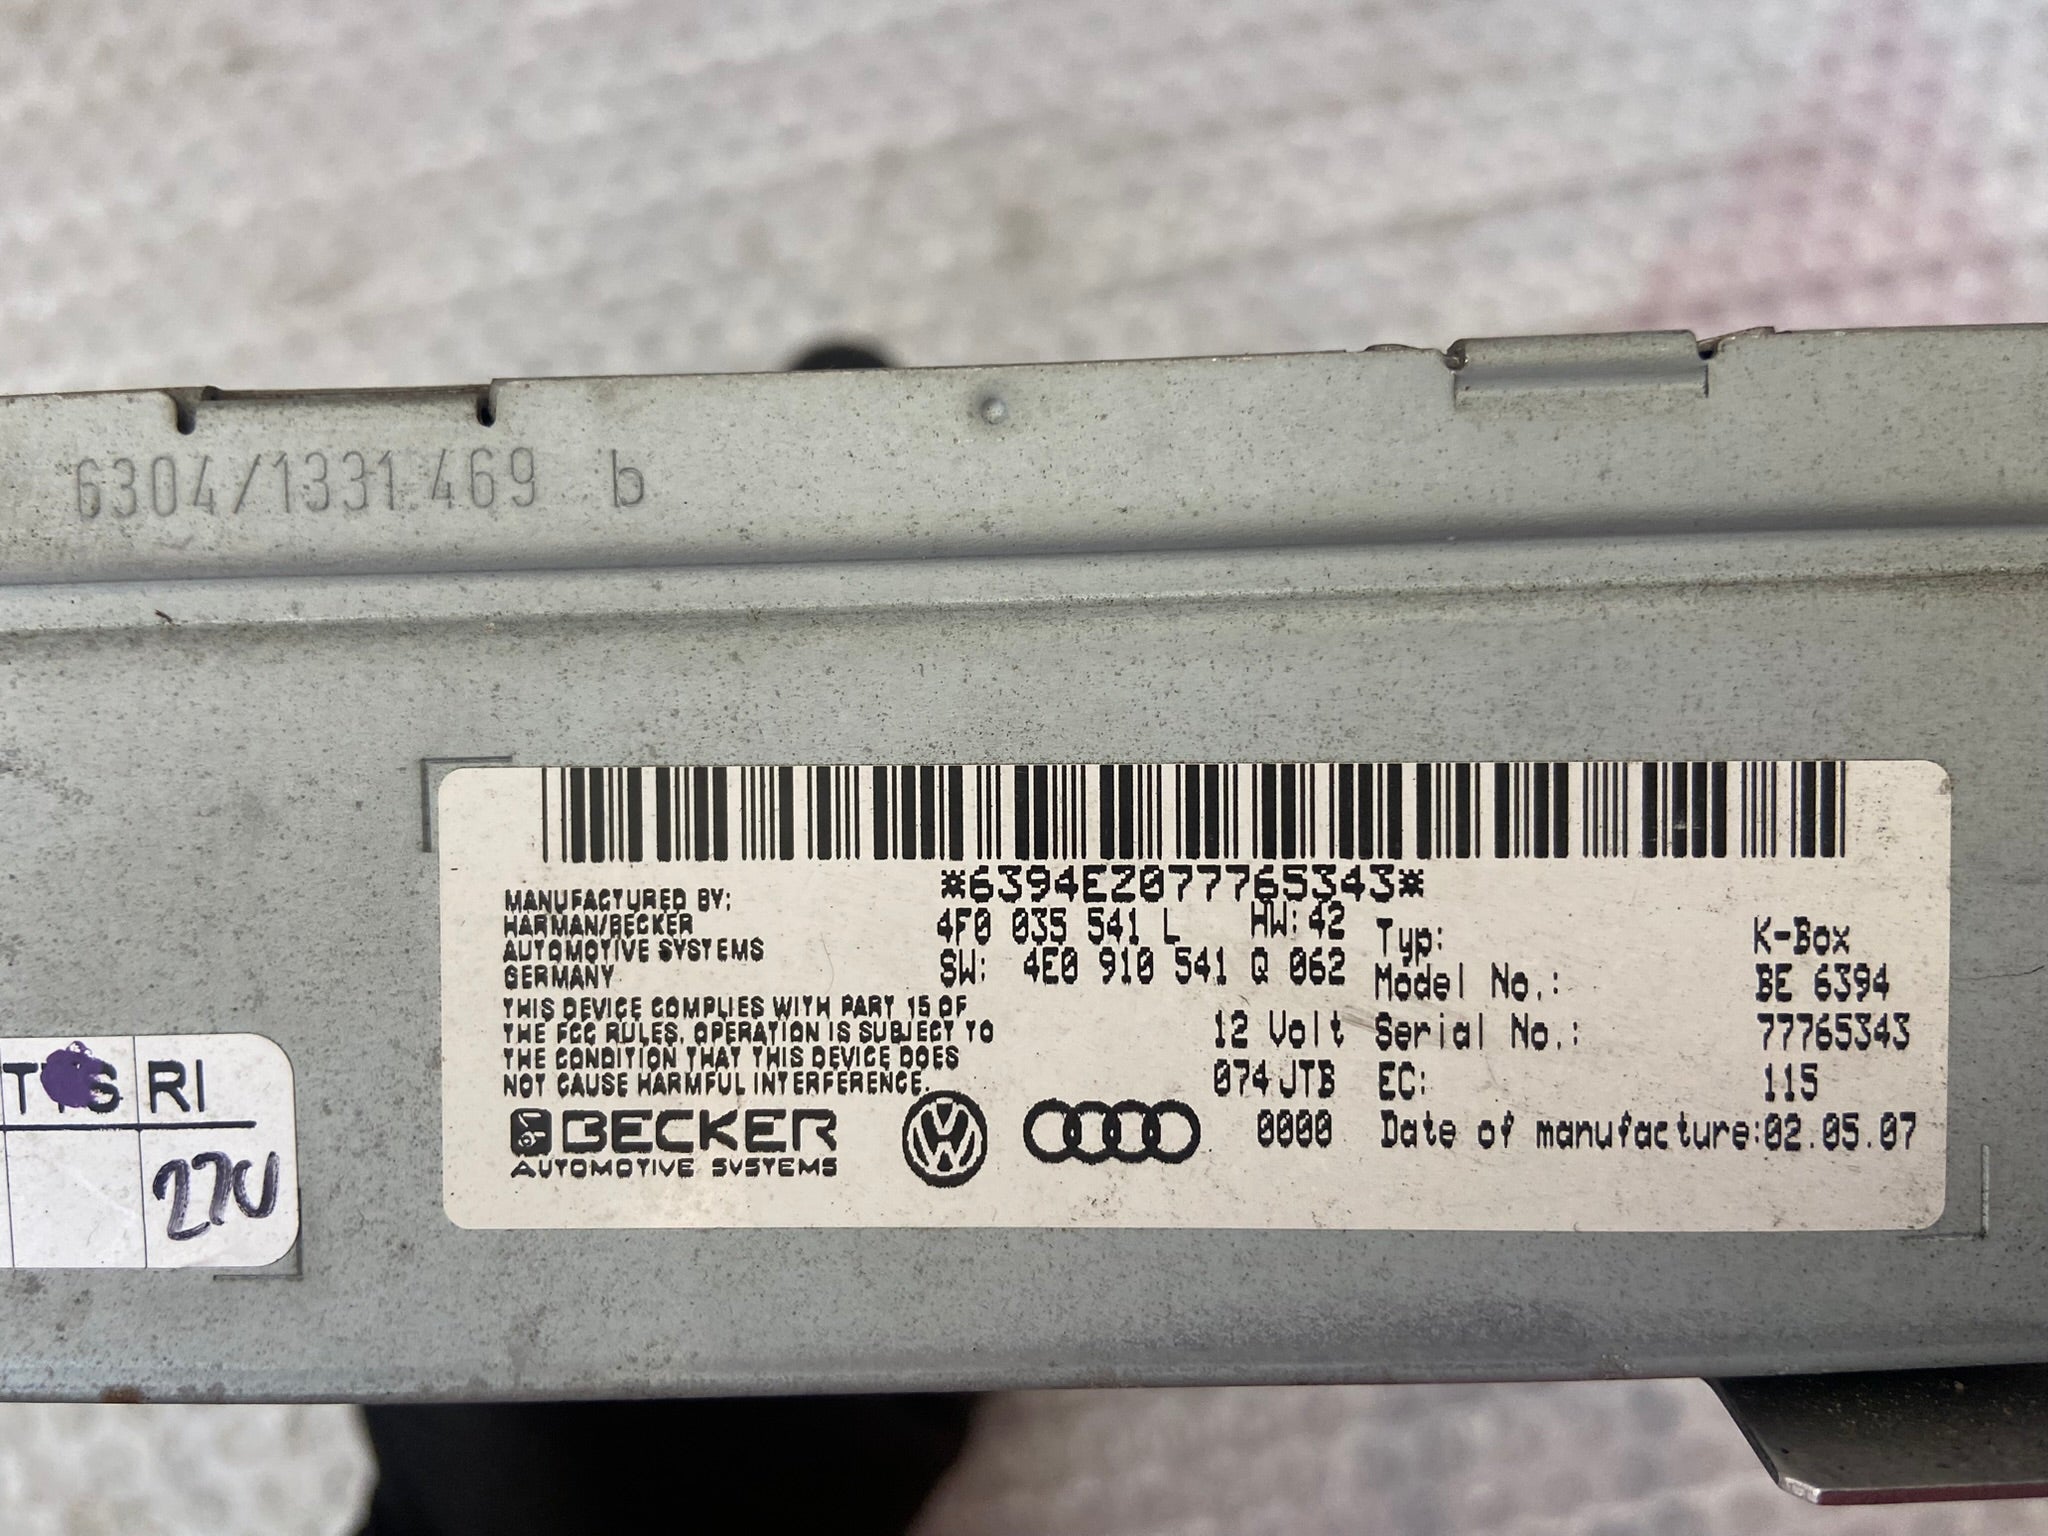 6304/1331.469 b
*6394EZ077765343*
MANUFACTURED BY:
HARMAN/BECKER
AUTOMOTIVE SYSTEMS
GERMANY
THIS DEVICE COMPLIES WITH PART 15 OF
THE FCC RULES. OPERATION IS SUBJECT TO
THE CONDITION THAT THIS DEVICE DOES
NOT CAUSE HARMFUL INTERFERENCE.
BECKER
AUTOMOTIVE SYSTEMS
4F0 035 541 L HW: 42
SW: 4E0 910 541 Q 062
12 Volt
074 JTB
0000
Typ: K-Box
Model No.: BE 6394
Serial No.: 77765343
EC: 115
Date of manufacture: 02.05.07
RI